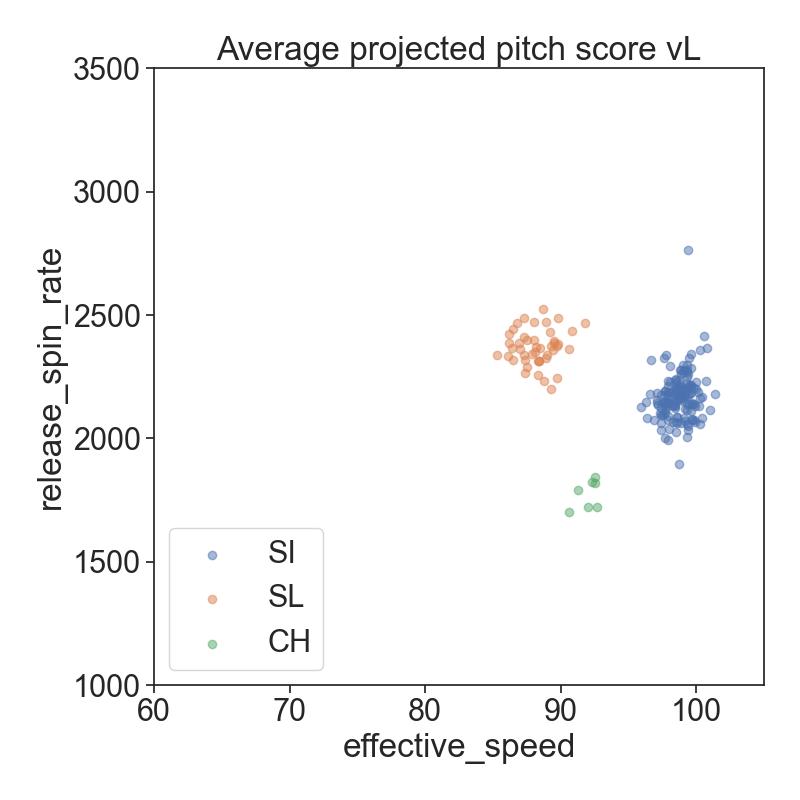 Average projected pitch score vL
3500
3000
2500
2000
1500
1000
release_spin_rate
SI
SL
CH
60
70
80
90
100
effective_speed